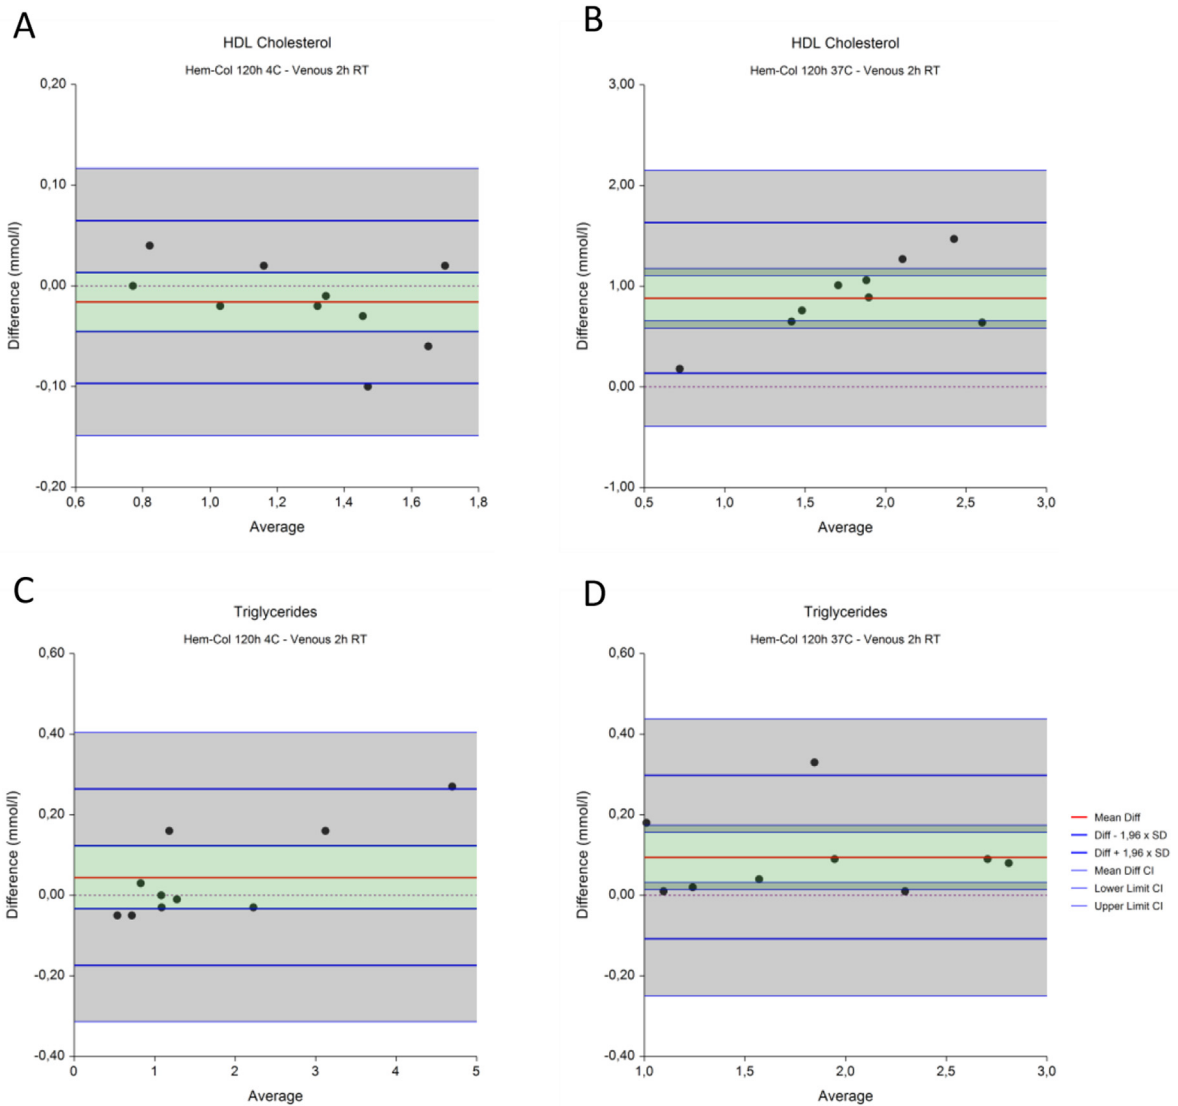 A
HDL Cholesterol
Hem-Col 120h 4C - Venous 2h RT
0,20
0,10
0,00
-0,10
-0,20
Difference (mmol/l)
0,6 0,8 1,0 1,2 1,4 1,6 1,8
Average
B
HDL Cholesterol
Hem-Col 120h 37C - Venous 2h RT
3,00
2,00
1,00
0,00
-1,00
Difference (mmol/l)
0,5 1,0 1,5 2,0 2,5 3,0
Average
C
Triglycerides
Hem-Col 120h 4C - Venous 2h RT
0,60
0,40
0,20
0,00
-0,20
-0,40
Difference (mmol/l)
0 1 2 3 4 5
Average
D
Triglycerides
Hem-Col 120h 37C - Venous 2h RT
0,60
0,40
0,20
0,00
-0,20
-0,40
Difference (mmol/l)
1,0 1,5 2,0 2,5 3,0
Average
Mean Diff
Diff - 1,96 x SD
Diff + 1,96 x SD
Mean Diff CI
Lower Limit CI
Upper Limit CI